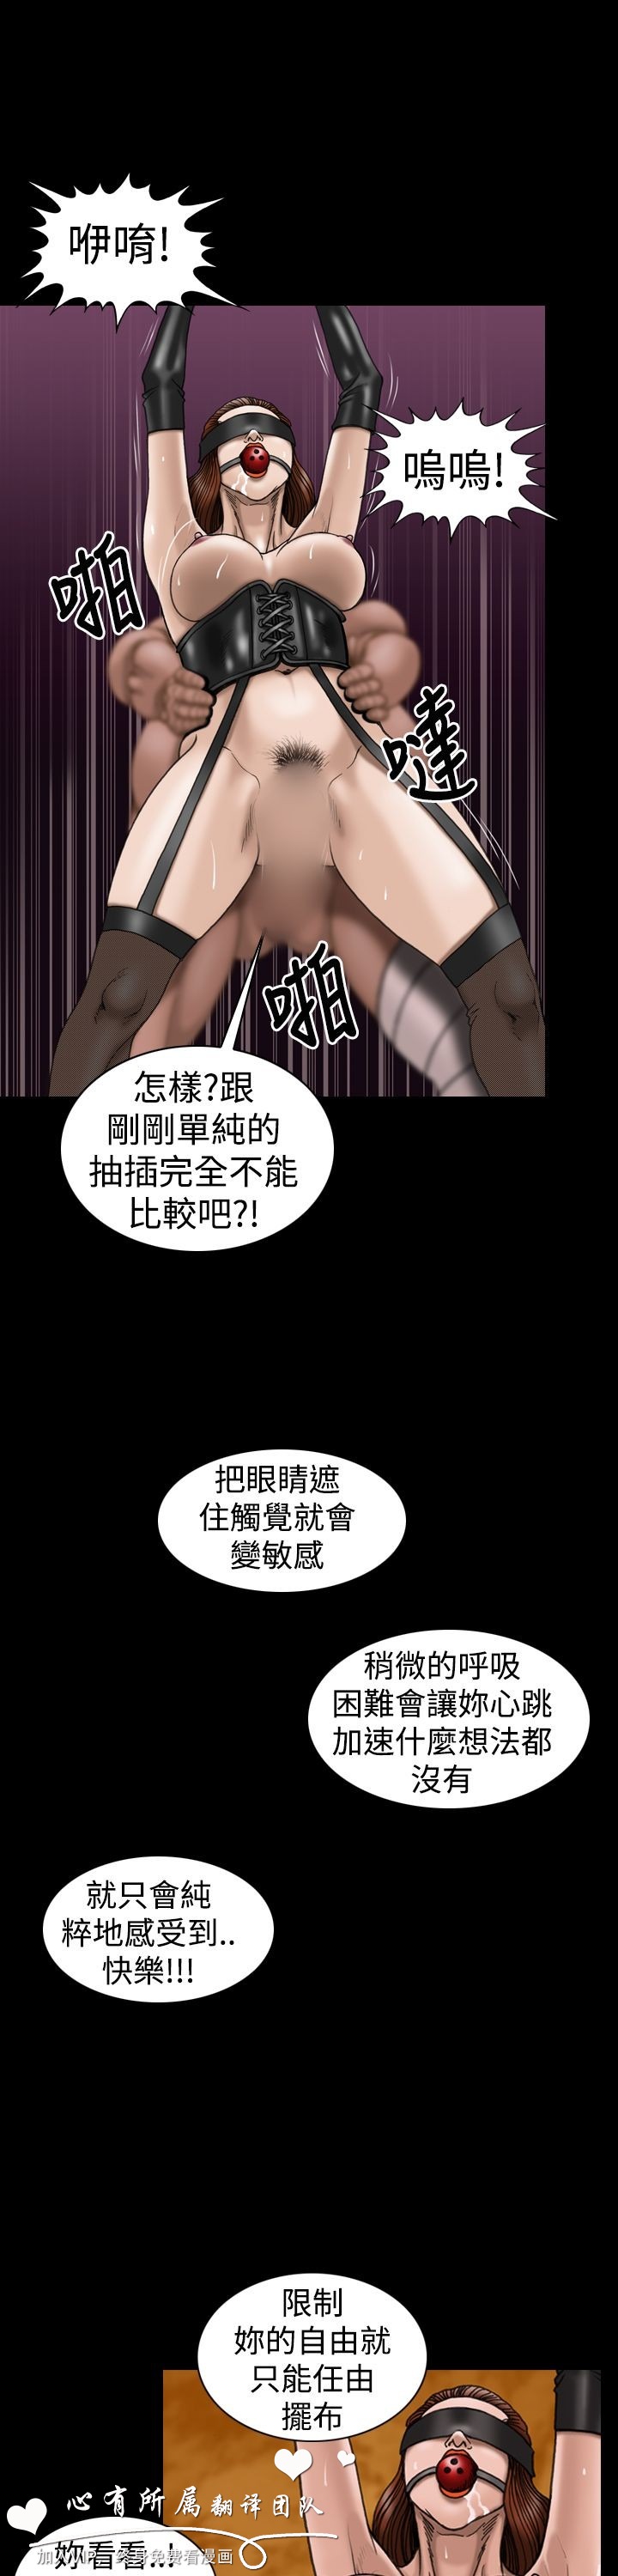 咿唷!
嗚嗚!
啪
噠
啪
怎樣?跟
剛剛單純的
抽插完全不能
比較吧?!
把眼睛遮
住觸覺就會
變敏感
稍微的呼吸
困難會讓妳心跳
加速什麼想法都
沒有
就只會純
粹地感受到..
快樂!!!
限制
妳的自由就
只能任由
擺布
心有所属翻译团队
妳看看..!